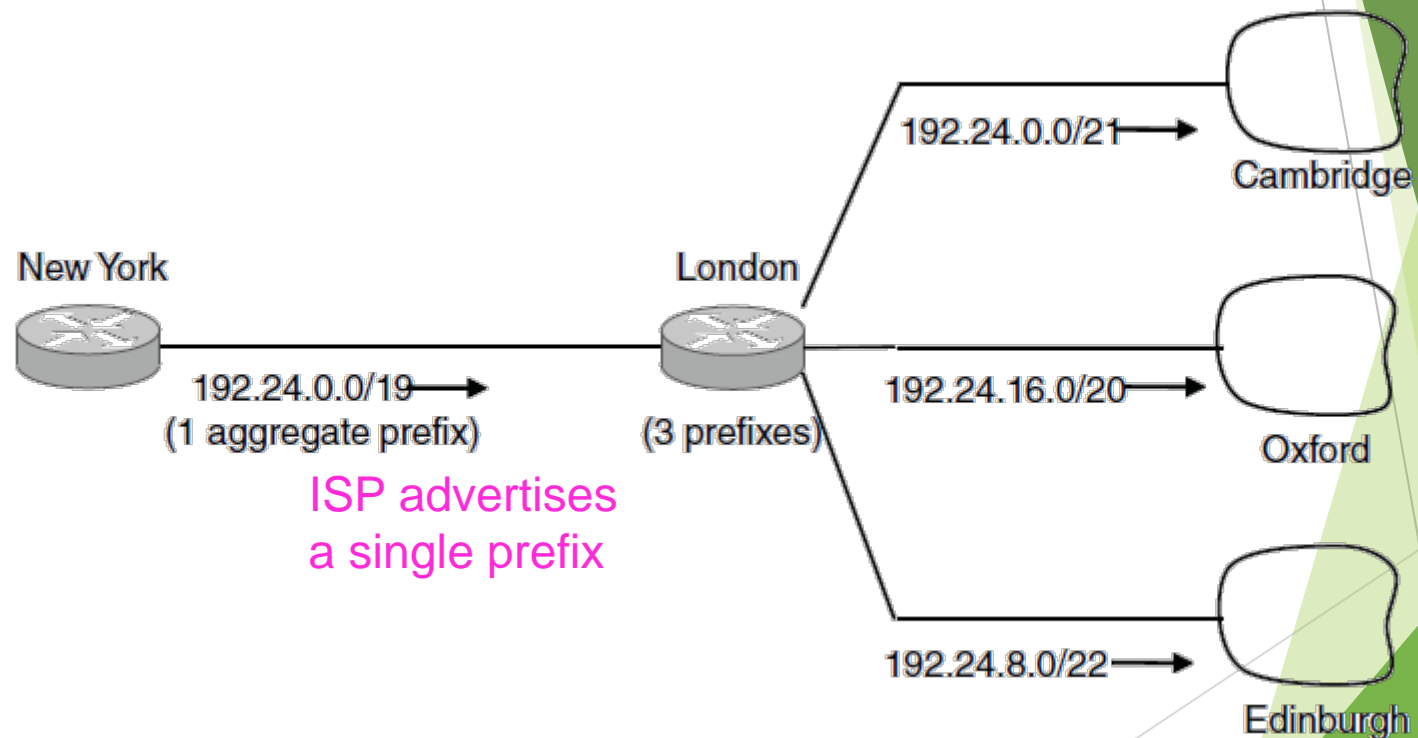 192.24.0.0/21
Cambridge
New York
London
192.24.0.0/19
(1 aggregate prefix)
(3 prefixes)
192.24.16.0/20
Oxford
ISP advertises
a single prefix
192.24.8.0/22
Edinburgh